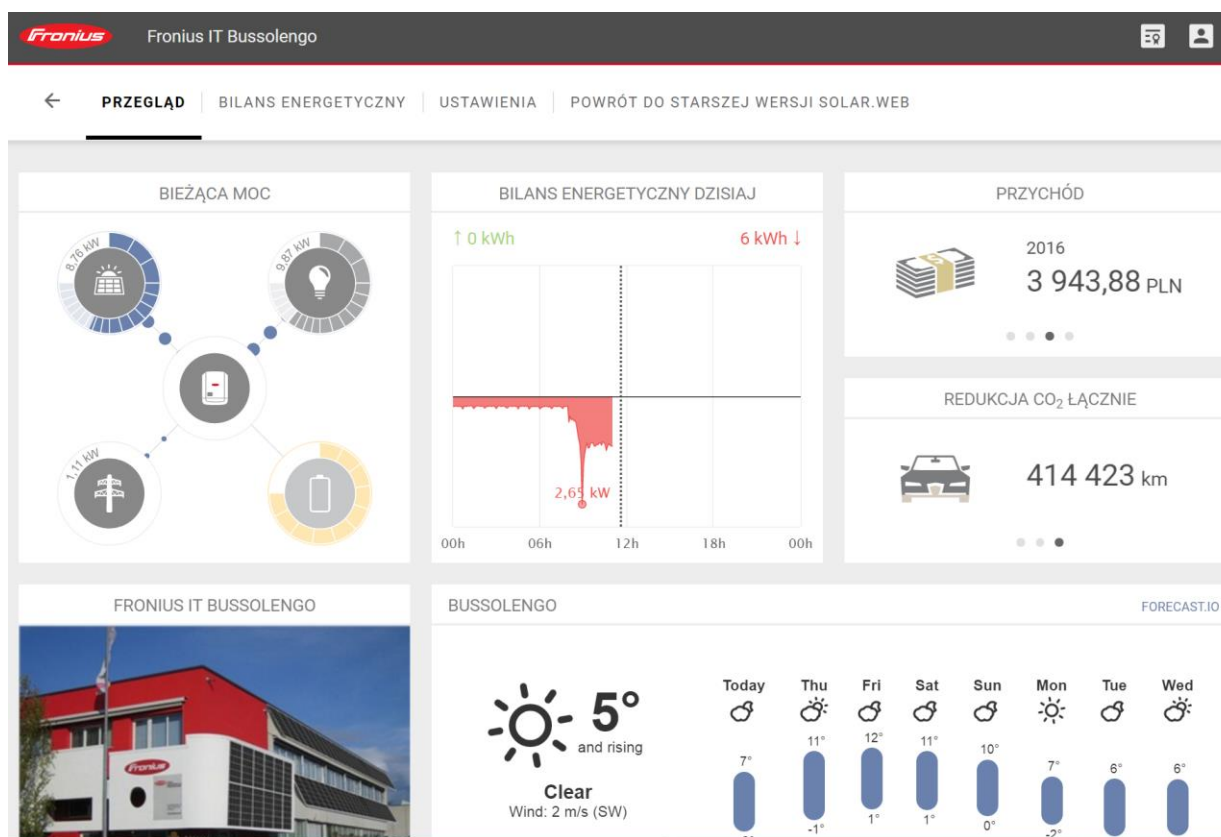 Fronius
Fronius IT Bussolengo
PRZEGLĄD
BILANS ENERGETYCZNY
USTAWIENIA
POWRÓT DO STARSZEJ WERSJI SOLAR.WEB
BIEŻĄCA MOC
8,76 kW
9,87 kW
1,11 kW
BILANS ENERGETYCZNY DZISIAJ
↑ 0 kWh
6 kWh ↓
2,65 kW
00h 06h 12h 18h 00h
PRZYCHÓD
2016
3 943,88 PLN
REDUKCJA CO₂ ŁĄCZNIE
414 423 km
FRONIUS IT BUSSOLENGO
Fronius
BUSSOLENGO
FORECAST.IO
5°
and rising
Clear
Wind: 2 m/s (SW)
Today Thu Fri Sat Sun Mon Tue Wed
7° 11° 12° 11° 10° 7° 6° 6°
-1° 1° 1° 0° -2°